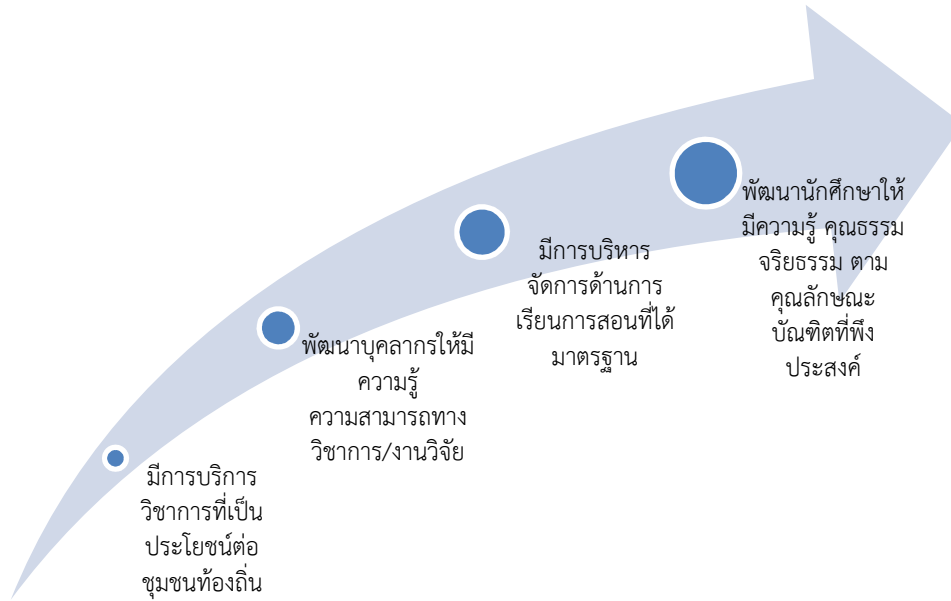 มีการบริการ
วิชาการที่เป็น
ประโยชน์ต่อ
ชุมชนท้องถิ่น
พัฒนาบุคลากรให้มี
ความรู้
ความสามารถทาง
วิชาการ/งานวิจัย
มีการบริหาร
จัดการด้านการ
เรียนการสอนที่ได้
มาตรฐาน
พัฒนานักศึกษาให้
มีความรู้ คุณธรรม
จริยธรรม ตาม
คุณลักษณะ
บัณฑิตที่พึง
ประสงค์